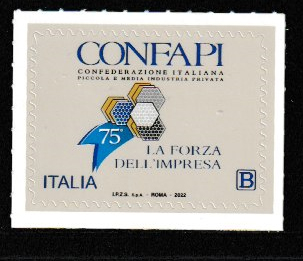 CONFAPI
CONFEDERAZIONE ITALIANA
PICCOLA E MEDIA INDUSTRIA PRIVATA
75°
LA FORZA
DELL'IMPRESA
ITALIA B
I.P.Z.S. S.p.A. - ROMA - 2022